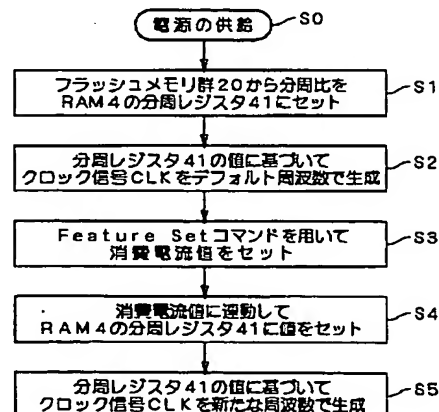 電源の供給
S0
フラッシュメモリ群20から分周比を
RAM4の分周レジスタ41にセット
S1
分周レジスタ41の値に基づいて
クロック信号CLKをデフォルト周波数で生成
S2
Feature Setコマンドを用いて
消費電流値をセット
S3
消費電流値に連動して
RAM4の分周レジスタ41に値をセット
S4
分周レジスタ41の値に基づいて
クロック信号CLKを新たな周波数で生成
S5